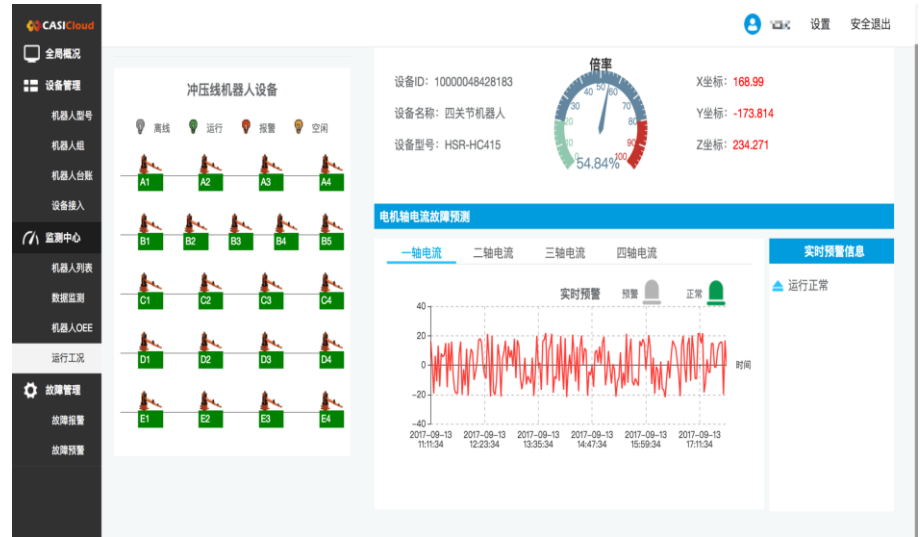 CASICloud
设置
安全退出
全局概况
设备管理
机器人型号
机器人组
机器人台账
设备接入
监测中心
机器人列表
数据监测
机器人OEE
运行工况
故障管理
故障报警
故障预警
冲压线机器人设备
离线 运行 报警 空闲
A1 A2 A3 A4
B1 B2 B3 B4 B5
C1 C2 C3 C4
D1 D2 D3 D4
E1 E2 E3 E4
设备ID：10000048428183
设备名称：四关节机器人
设备型号：HSR-HC415
倍率
0 10 20 30 40 50 60 70 80 90 100
54.84%
X坐标：168.99
Y坐标：-173.814
Z坐标：234.271
电机轴电流故障预测
一轴电流 二轴电流 三轴电流 四轴电流
实时预警 预警 正常
40
20
0
-20
-40
时间
2017-09-13 2017-09-13 2017-09-13 2017-09-13 2017-09-13 2017-09-13
11:11:34 12:23:34 13:35:34 14:47:34 15:59:34 17:11:34
实时预警信息
运行正常